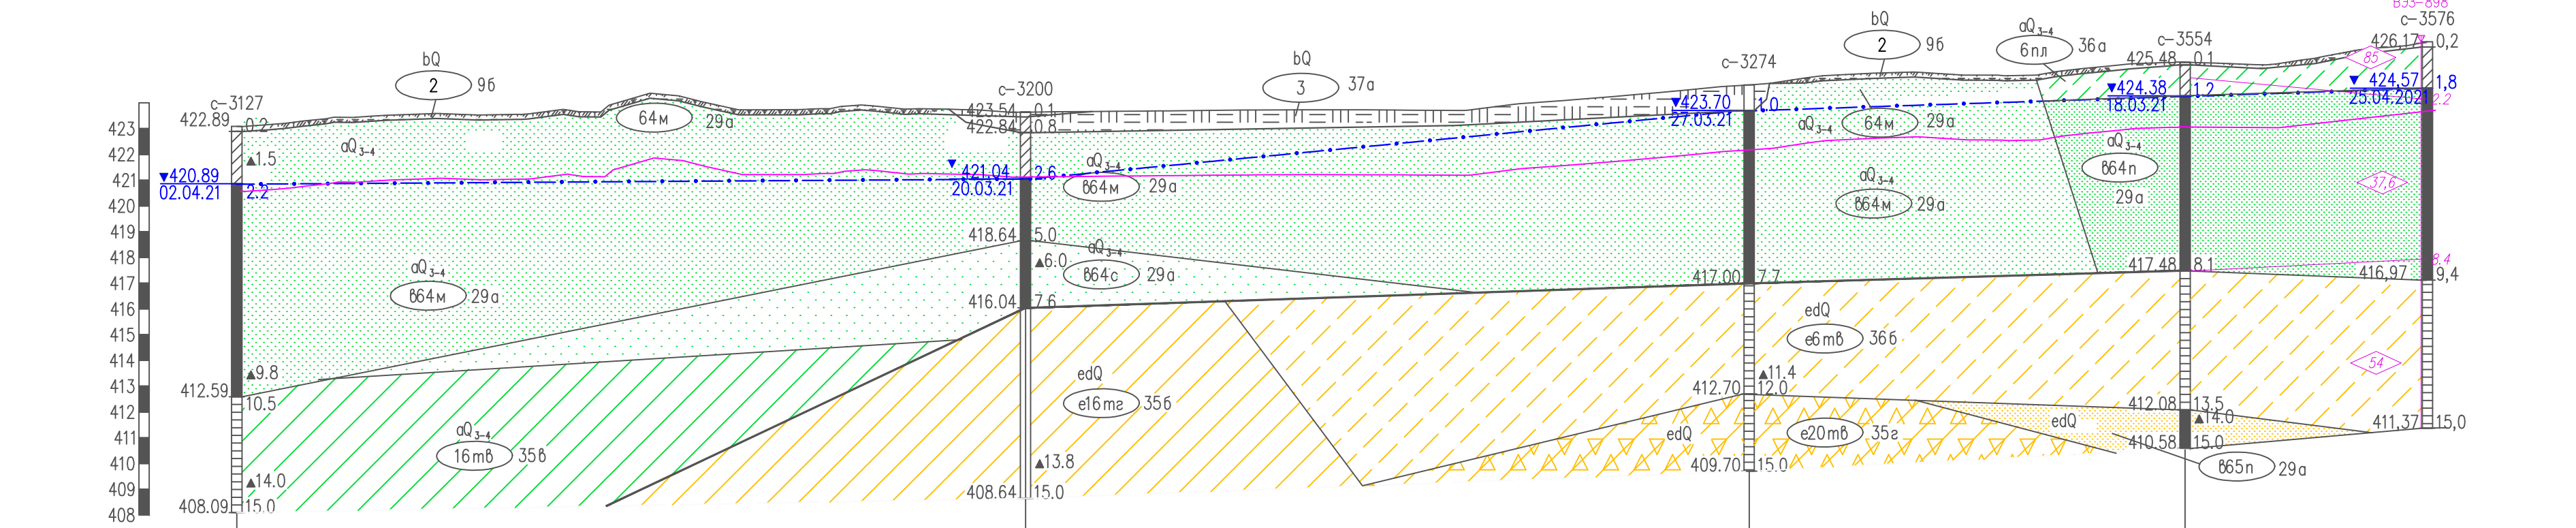 ВЭЗ-898
с-3576
bQ
2 9б
aQ3-4
6пл 36а
с-3554
426,17 0,2
85
425.48 0.1
bQ
2 9б
bQ
3 37а
с-3274
с-3200
с-3127
422.89 0.2
64м 29а
423.54 0.1
422.84 0.8
423.70 1.0
27.03.21
424.38 1.2
18.03.21
424,57 1,8
25.04.2021 2.2
aQ3-4
64м 29а
aQ3-4
▲1.5
420.89
02.04.21 2.2
421.04 2.6
20.03.21
aQ3-4
в64м 29а
aQ3-4
в64м 29а
aQ3-4
в64п
29а
37,6
418.64 5.0
▲6.0
aQ3-4
в64с 29а
aQ3-4
в64м 29а
416.04 7.6
417.00 7.7
417.48 8.1
8.4
416,97 9,4
edQ
е6тв 36б
54
▲9.8
412.59 10.5
edQ
е16тг 35б
▲11.4
412.70 12.0
412.08 13.5
▲14.0
410.58 15.0
edQ
411,37 15,0
aQ3-4
16тв 35в
edQ
е20тв 35г
в65п 29а
▲14.0
408.09 15.0
▲13.8
408.64 15.0
409.70 15.0
423
422
421
420
419
418
417
416
415
414
413
412
411
410
409
408